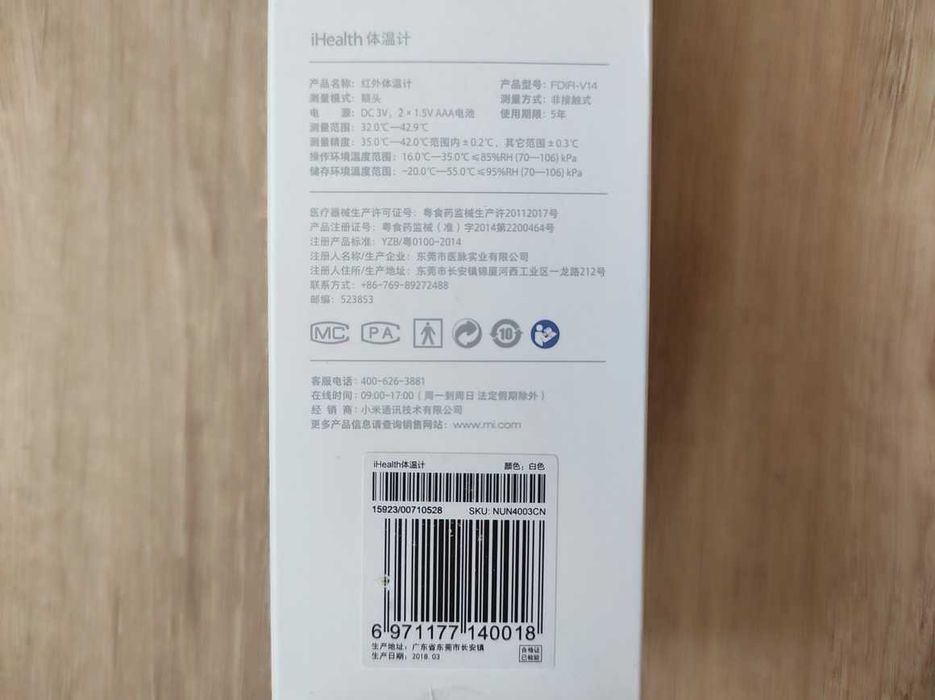 iHealth 体温计
产品名称：红外体温计 产品型号：FDIR-V14
测量模式：额头 测量方式：非接触式
电 源：DC 3V，2 × 1.5V AAA电池 使用期限：5年
测量范围：32.0℃—42.9℃
测量精度：35.0℃—42.0℃范围内±0.2℃，其它范围±0.3℃
操作环境温度范围：16.0℃—35.0℃≤85%RH (70—106) kPa
储存环境温度范围：-20.0℃—55.0℃≤95%RH (70—106) kPa
医疗器械生产许可证号：粤食药监械生产许20112017号
产品注册证号：粤食药监械（准）字2014第2200464号
注册产品标准：YZB/粤0100-2014
注册人名称/生产企业：东莞市医脉实业有限公司
注册人住所/生产地址：东莞市长安镇锦厦河西工业区一龙路212号
联系方式：+86-769-89272488
邮编：523853
MC PA 10
客服电话：400-626-3881
在线时间：09:00-17:00（周一到周日 法定假期除外）
经 销 商：小米通讯技术有限公司
更多产品信息请查询销售网站：www.mi.com
iHealth体温计 颜色：白色
15923/00710528 SKU: NUN4003CN
6 971177 140018
生产地址：广东省东莞市长安镇
生产日期：2018.03
合格证
已检验